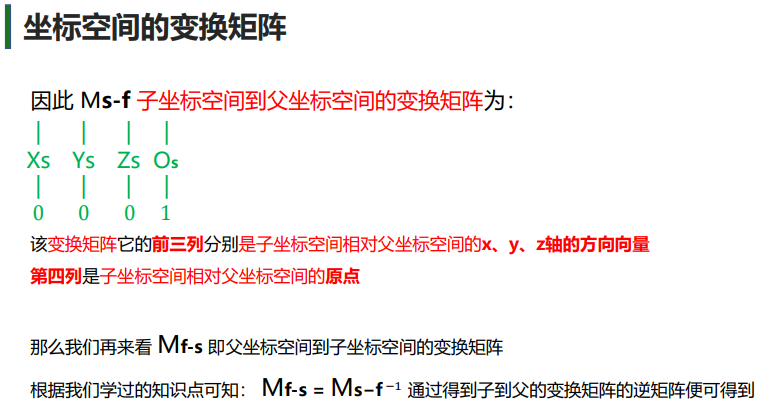 坐标空间的变换矩阵
因此 Ms-f 子坐标空间到父坐标空间的变换矩阵为：
| | | |
Xs Ys Zs Os
| | | |
0 0 0 1
该变换矩阵它的前三列分别是子坐标空间相对父坐标空间的x、y、z轴的方向向量
第四列是子坐标空间相对父坐标空间的原点
那么我们再来看 Mf-s 即父坐标空间到子坐标空间的变换矩阵
根据我们学过的知识点可知： Mf-s = Ms−f⁻¹ 通过得到子到父的变换矩阵的逆矩阵便可得到